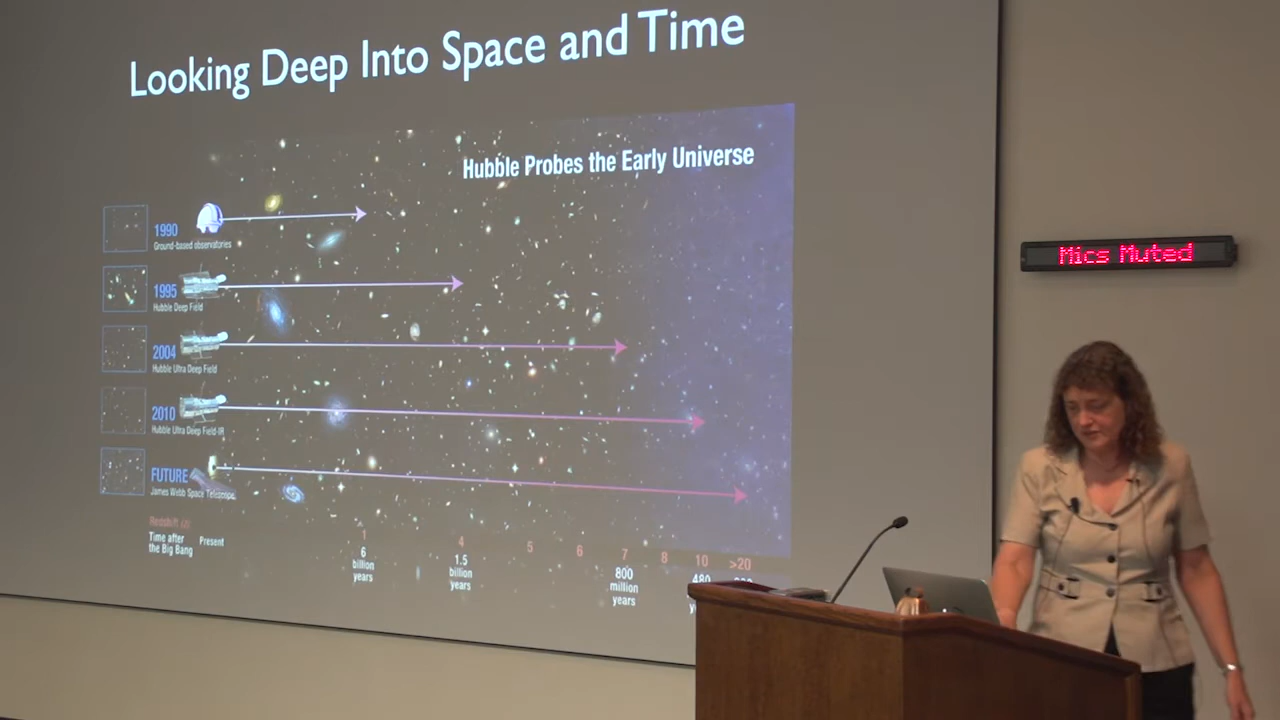 Looking Deep Into Space and Time
Hubble Probes the Early Universe
1990
Ground-based observatories
1995
Hubble Deep Field
2004
Hubble Ultra Deep Field
2010
Hubble Ultra Deep Field-IR
FUTURE
James Webb Space Telescope
Redshift (z)
1 4 5 6 7 8 10 >20
Time after
the Big Bang
Present
6
billion
years
1.5
billion
years
800
million
years
480
Mics Muted